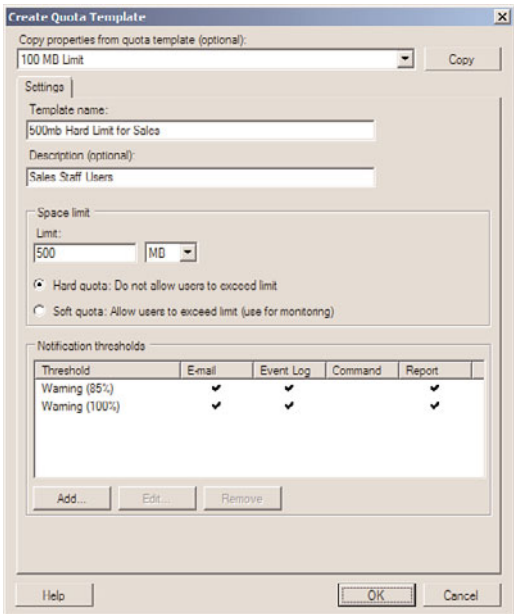 Create Quota Template
Copy properties from quota template (optional):
100 MB Limit
Copy
Settings
Template name:
500mb Hard Limit for Sales
Description (optional):
Sales Staff Users
Space limit
Limit:
500 MB
Hard quota: Do not allow users to exceed limit
Soft quota: Allow users to exceed limit (use for monitoring)
Notification thresholds
Threshold E-mail Event Log Command Report
Warning (85%)
Warning (100%)
Add... Edit... Remove
Help OK Cancel